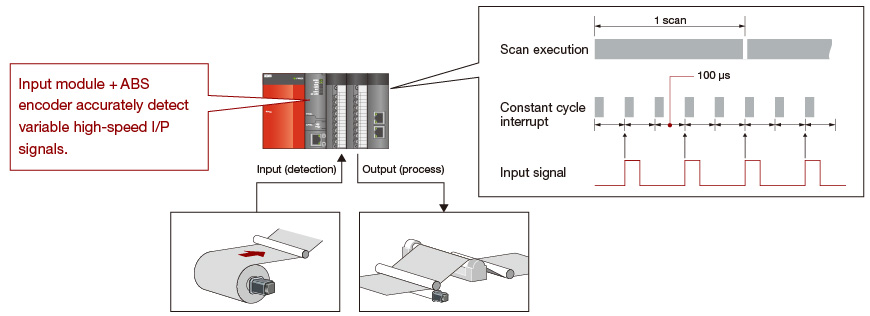 Input module + ABS
encoder accurately detect
variable high-speed I/P
signals.
Input (detection)
Output (process)
1 scan
Scan execution
100 µs
Constant cycle
interrupt
Input signal